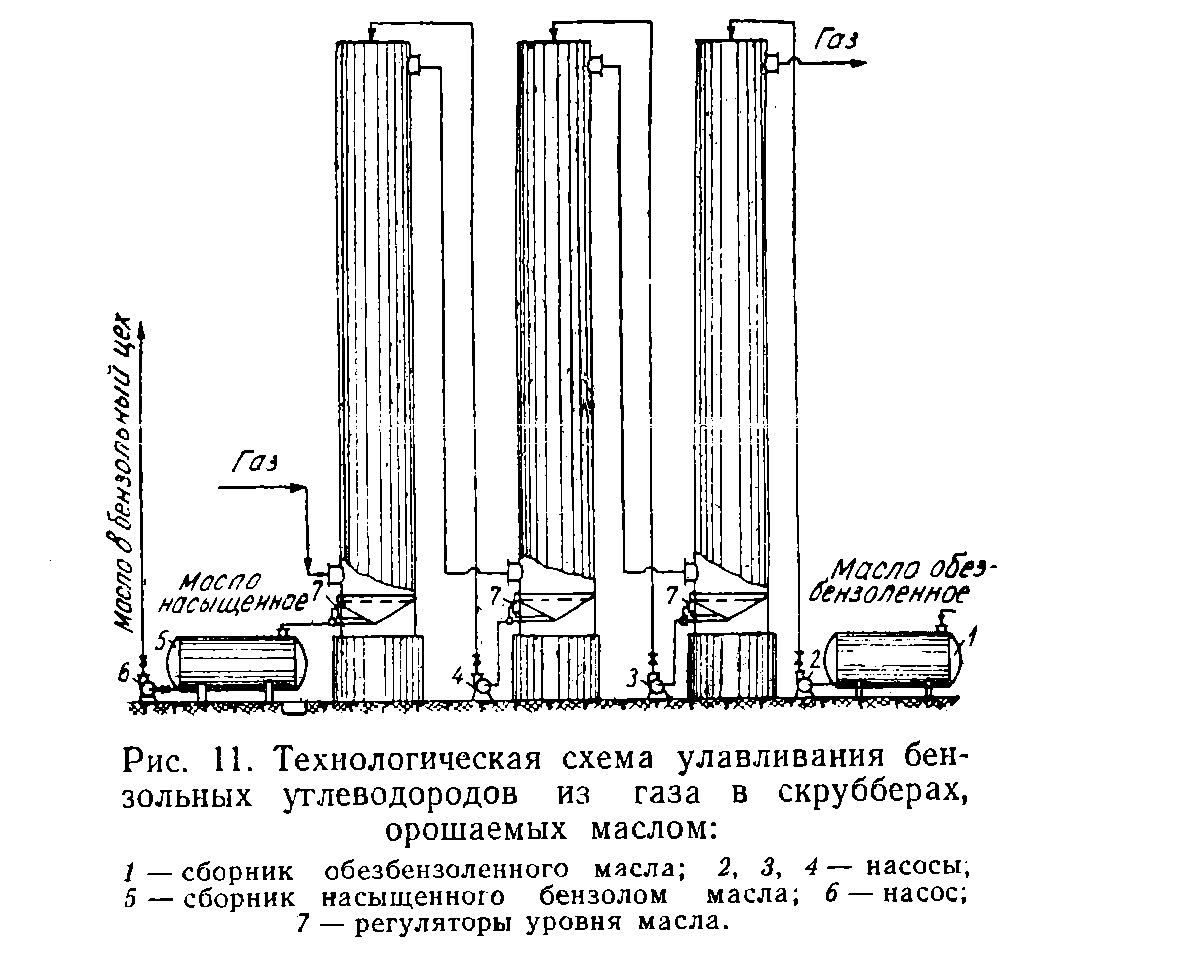 Газ
Газ
Масло в бензольный цех
Масло
насыщенное
Масло обез-
бензоленное
7
7
7
5
6
4
3
2
1
Рис. 11. Технологическая схема улавливания бен-
зольных углеводородов из газа в скрубберах,
орошаемых маслом:
1 — сборник обезбензоленного масла; 2, 3, 4 — насосы;
5 — сборник насыщенного бензолом масла; 6 — насос;
7 — регуляторы уровня масла.